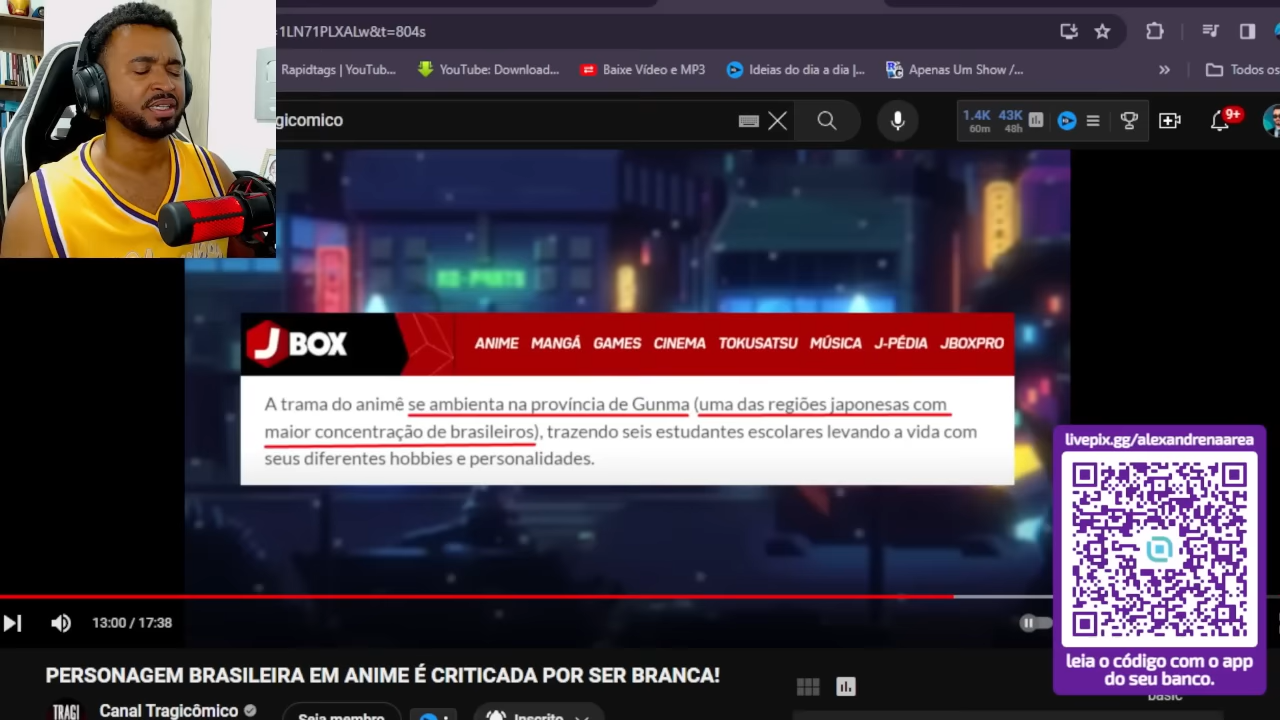 1LN71PLXALw&t=804s
Rapidtags | YouTub...
YouTube: Download...
Baixe Vídeo e MP3
Ideias do dia a dia |...
Apenas Um Show /...
»
Todos os
gicomico
1.4K 43K
60m 48h
9+
J BOX
ANIME MANGÁ GAMES CINEMA TOKUSATSU MÚSICA J-PÉDIA JBOXPRO
A trama do animê se ambienta na província de Gunma (uma das regiões japonesas com
maior concentração de brasileiros), trazendo seis estudantes escolares levando a vida com
seus diferentes hobbies e personalidades.
livepix.gg/alexandrenaarea
leia o código com o app
do seu banco.
13:00 / 17:38
PERSONAGEM BRASILEIRA EM ANIME É CRITICADA POR SER BRANCA!
TRAGI
Canal Tragicômico
Seja membro
Inscrito